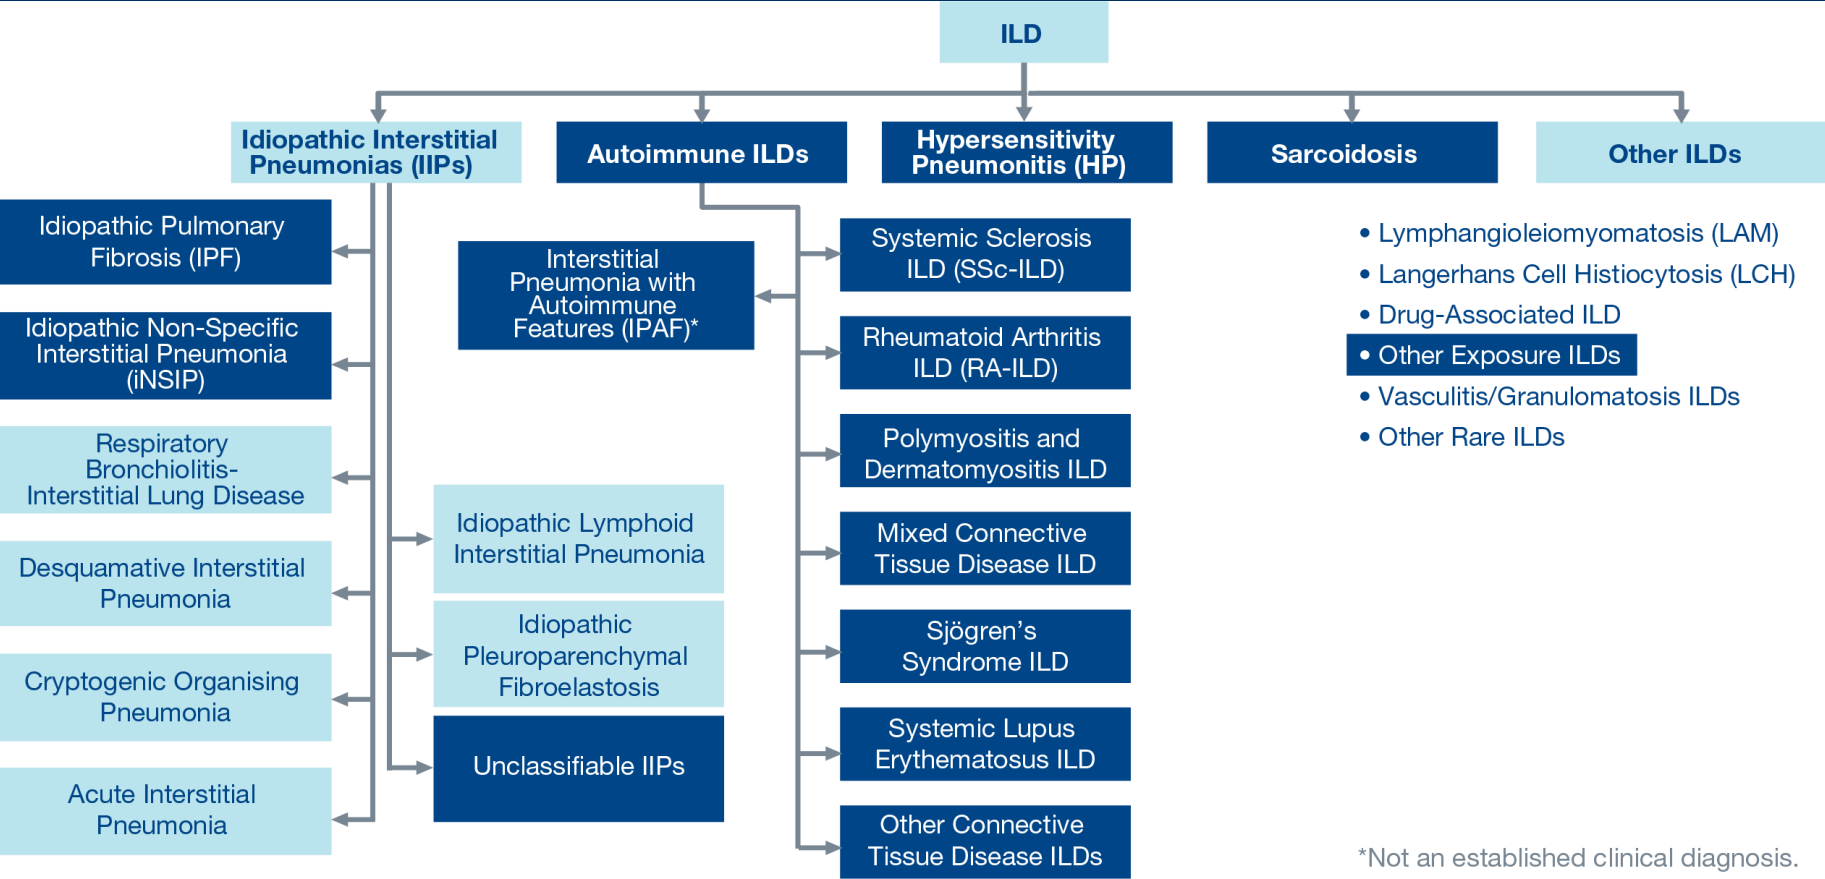 ILD
Idiopathic Interstitial
Pneumonias (IIPs)
Autoimmune ILDs
Hypersensitivity
Pneumonitis (HP)
Sarcoidosis
Other ILDs
Idiopathic Pulmonary
Fibrosis (IPF)
Idiopathic Non-Specific
Interstitial Pneumonia
(iNSIP)
Respiratory
Bronchiolitis-
Interstitial Lung Disease
Desquamative Interstitial
Pneumonia
Cryptogenic Organising
Pneumonia
Acute Interstitial
Pneumonia
Idiopathic Lymphoid
Interstitial Pneumonia
Idiopathic
Pleuroparenchymal
Fibroelastosis
Unclassifiable IIPs
Interstitial
Pneumonia with
Autoimmune
Features (IPAF)*
Systemic Sclerosis
ILD (SSc-ILD)
Rheumatoid Arthritis
ILD (RA-ILD)
Polymyositis and
Dermatomyositis ILD
Mixed Connective
Tissue Disease ILD
Sjögren’s
Syndrome ILD
Systemic Lupus
Erythematosus ILD
Other Connective
Tissue Disease ILDs
• Lymphangioleiomyomatosis (LAM)
• Langerhans Cell Histiocytosis (LCH)
• Drug-Associated ILD
• Other Exposure ILDs
• Vasculitis/Granulomatosis ILDs
• Other Rare ILDs
*Not an established clinical diagnosis.